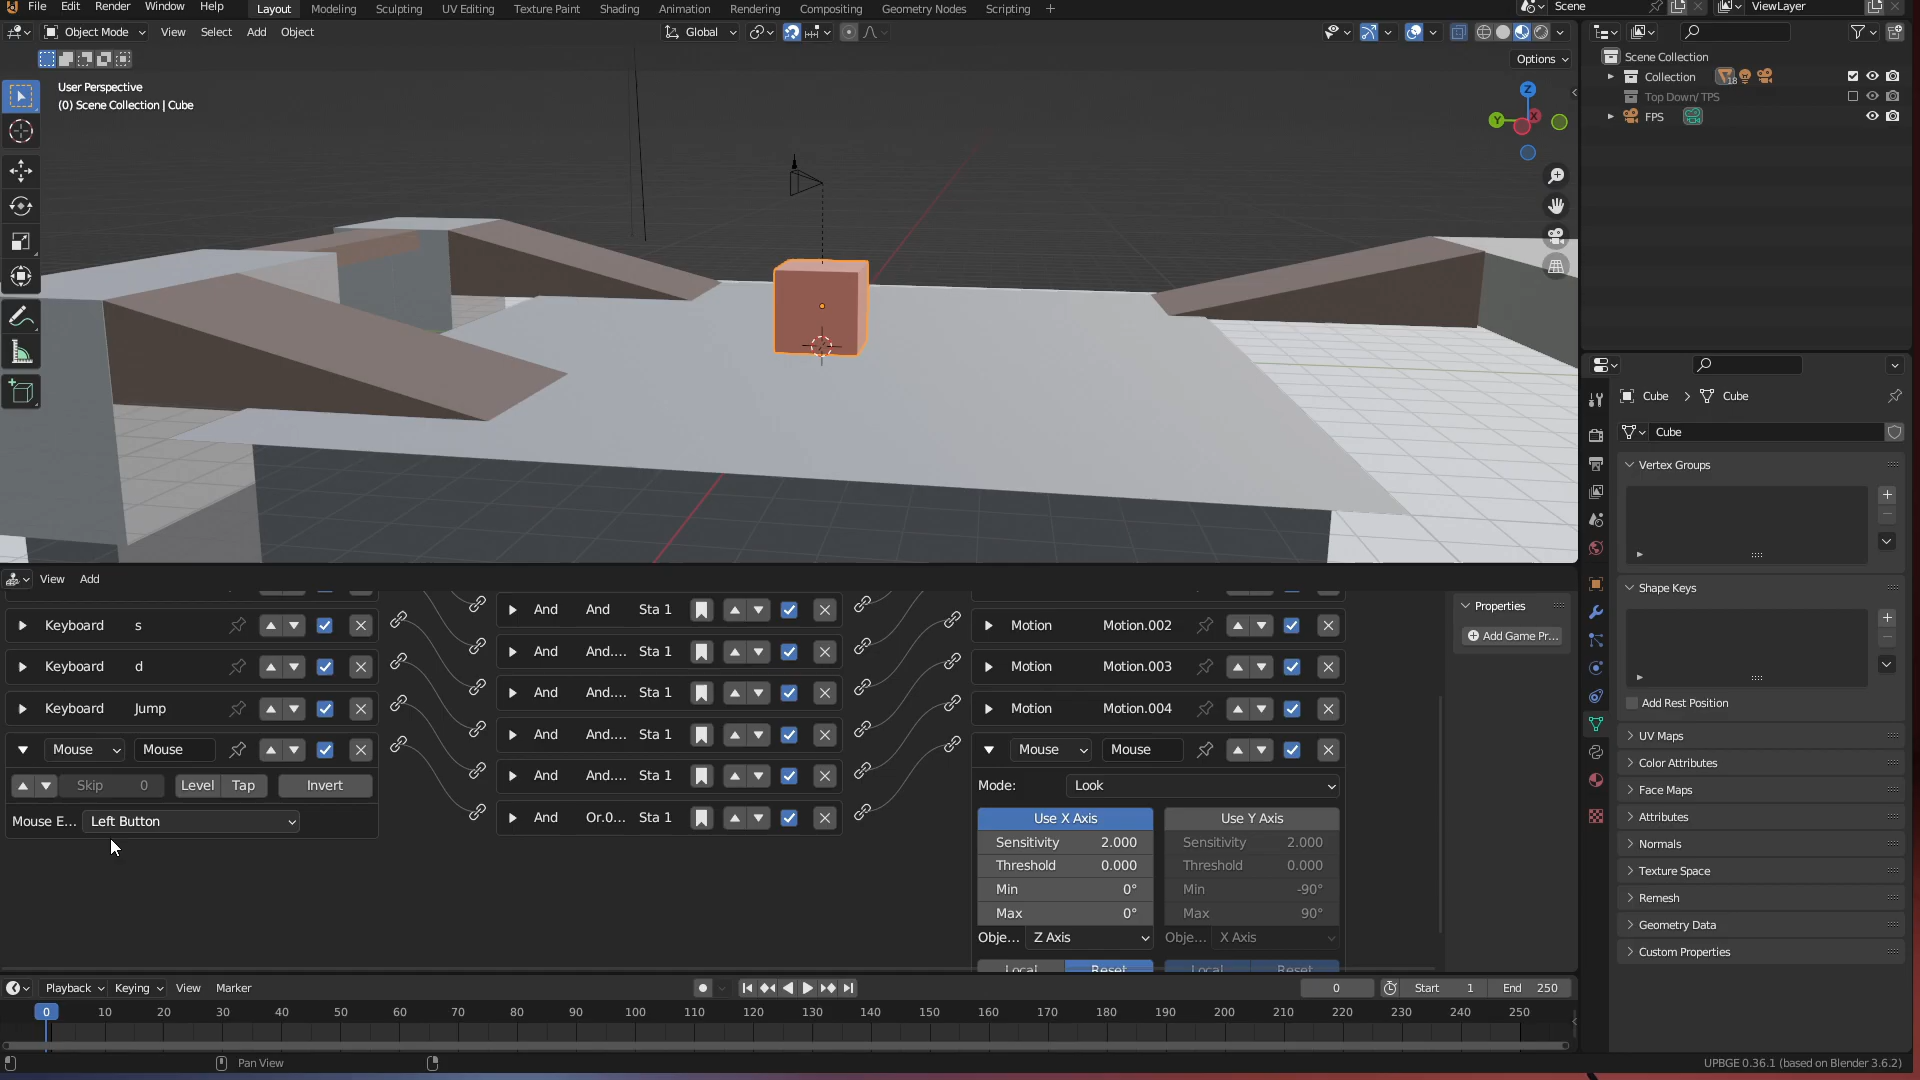 File Edit Render Window Help Layout Modeling Sculpting UV Editing Texture Paint Shading Animation Rendering Compositing Geometry Nodes Scripting + Scene ViewLayer
Object Mode View Select Add Object Global
Options
User Perspective
(0) Scene Collection | Cube
Z
Y
X
Scene Collection
Collection 18
Top Down/ TPS
FPS
Cube > Cube
Cube
Vertex Groups
Shape Keys
Add Rest Position
UV Maps
Color Attributes
Face Maps
Attributes
Normals
Texture Space
Remesh
Geometry Data
Custom Properties
View Add
Keyboard s
Keyboard d
Keyboard Jump
Mouse Mouse
Skip 0 Level Tap Invert
Mouse E... Left Button
And And Sta 1
And And.... Sta 1
And And.... Sta 1
And And.... Sta 1
And And.... Sta 1
And Or.0... Sta 1
Motion Motion.002
Motion Motion.003
Motion Motion.004
Mouse Mouse
Mode: Look
Use X Axis Use Y Axis
Sensitivity 2.000 Sensitivity 2.000
Threshold 0.000 Threshold 0.000
Min 0° Min -90°
Max 0° Max 90°
Obje... Z Axis Obje... X Axis
Local Reset Local Reset
Properties
Add Game Pr...
Playback Keying View Marker 0 Start 1 End 250
0 10 20 30 40 50 60 70 80 90 100 110 120 130 140 150 160 170 180 190 200 210 220 230 240 250
Pan View UPBGE 0.36.1 (based on Blender 3.6.2)